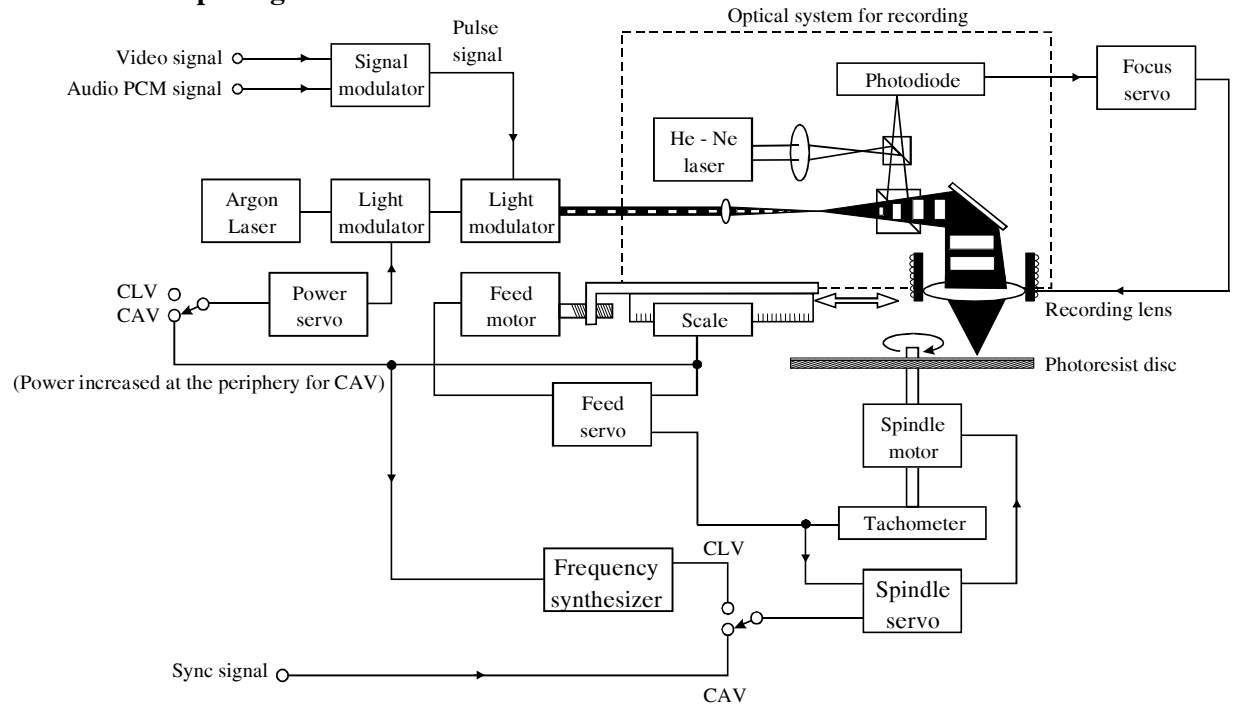 Optical system for recording
Pulse
signal
Video signal
Audio PCM signal
Signal
modulator
Photodiode
Focus
servo
He - Ne
laser
Argon
Laser
Light
modulator
Light
modulator
CLV
CAV
Power
servo
Feed
motor
Scale
Recording lens
Photoresist disc
(Power increased at the periphery for CAV)
Feed
servo
Spindle
motor
Tachometer
CLV
Frequency
synthesizer
Spindle
servo
Sync signal
CAV